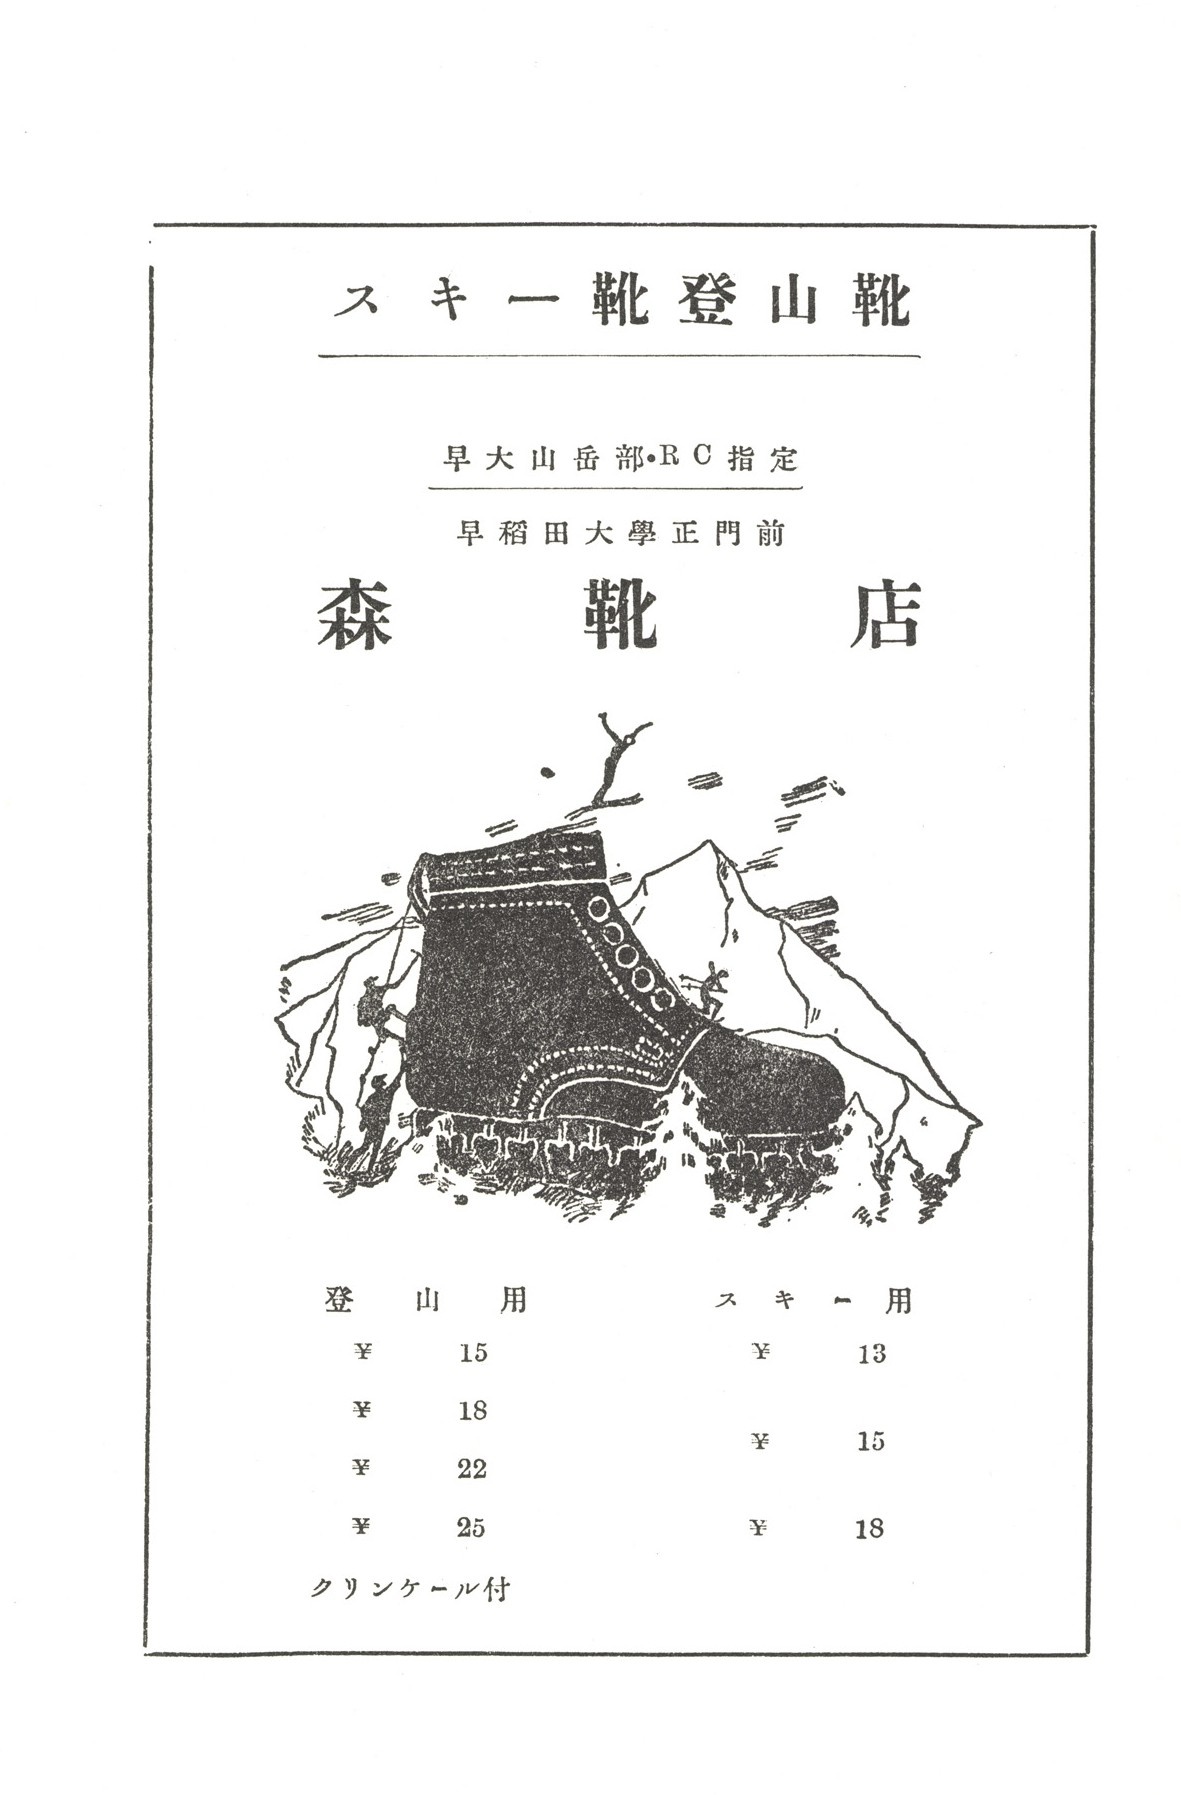 スキー靴登山靴
早大山岳部・RC指定
早稻田大學正門前
森靴店
登山用
¥ 15
¥ 18
¥ 22
¥ 25
クリンケール付
スキー用
¥ 13
¥ 15
¥ 18